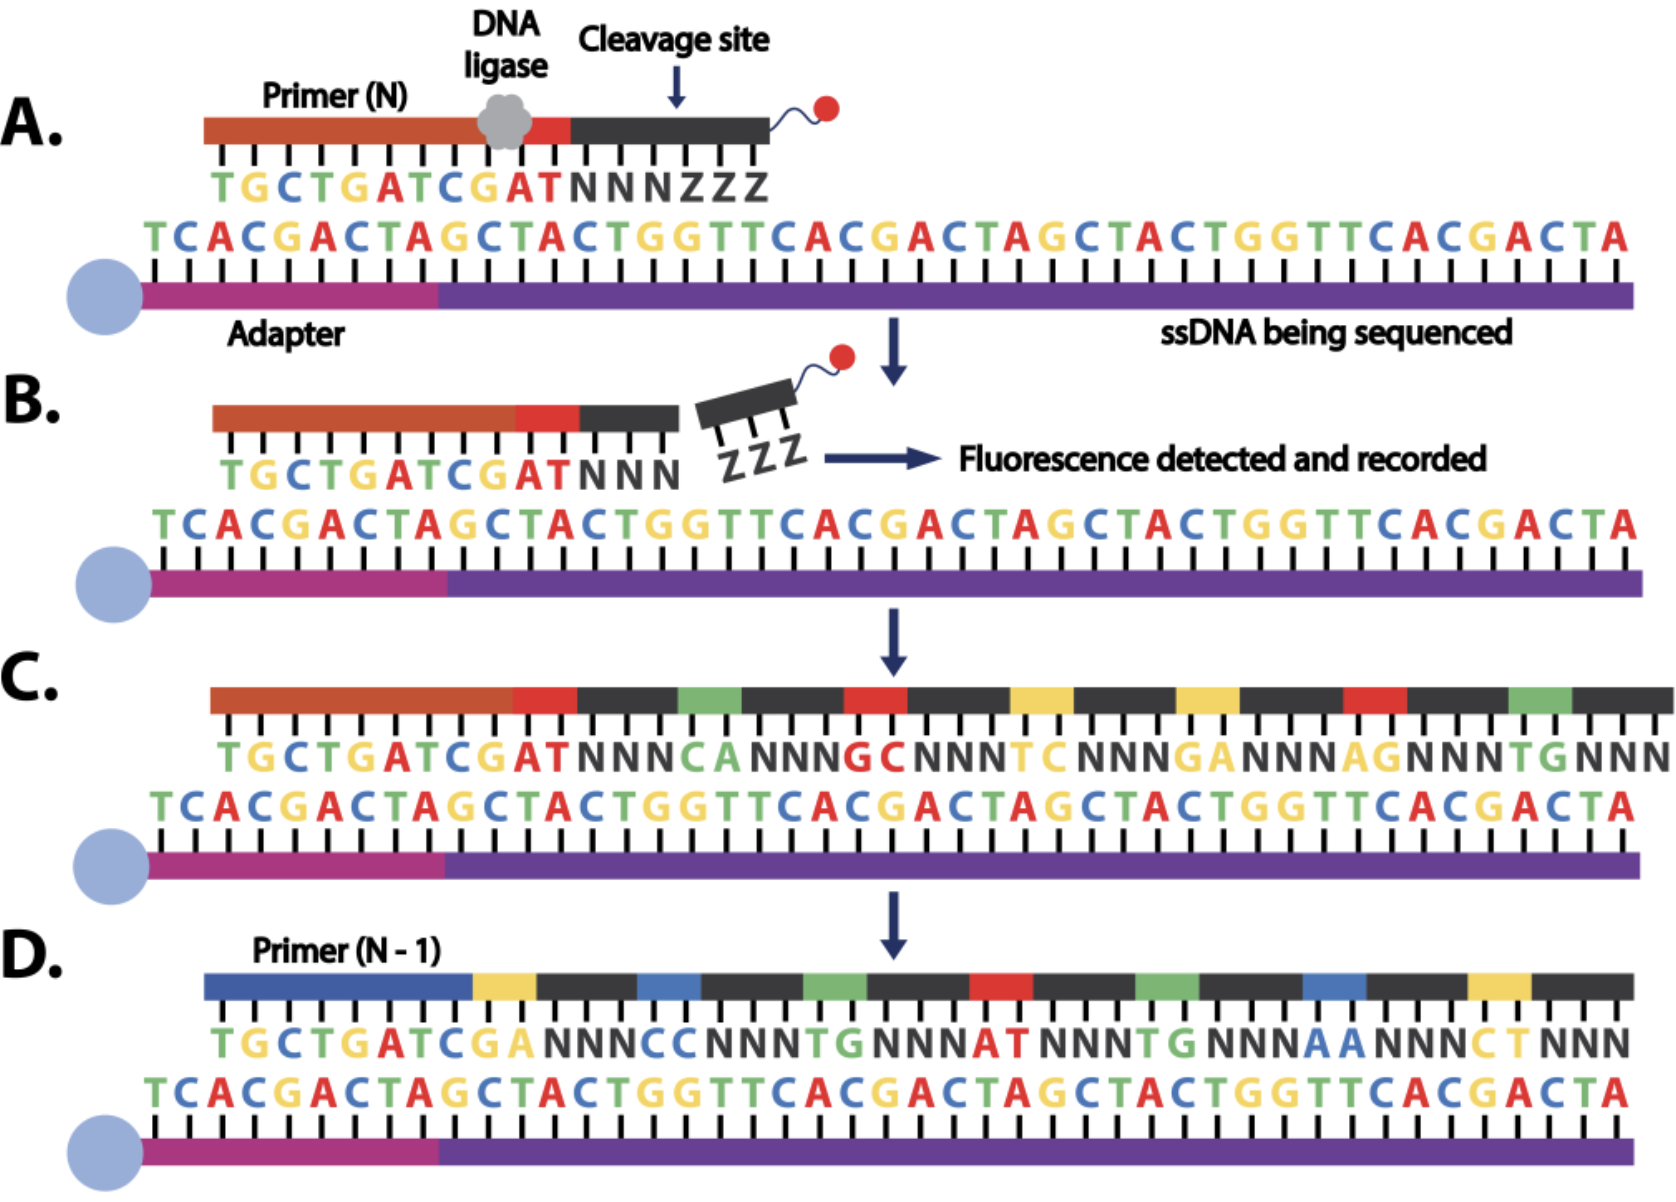 A.
DNA
ligase
Cleavage site
Primer (N)
TGCTGATCGATNNNZZZ
TCACGACTAGCTACTGGTTCACGACTAGCTACTGGTTCACGACTA
Adapter
ssDNA being sequenced
B.
TGCTGATCGATNNN
ZZZ
Fluorescence detected and recorded
TCACGACTAGCTACTGGTTCACGACTAGCTACTGGTTCACGACTA
C.
TGCTGATCGATNNNCANNNGCNNNTCNNNGANNNAGNNNTGNNN
TCACGACTAGCTACTGGTTCACGACTAGCTACTGGTTCACGACTA
D.
Primer (N - 1)
TGCTGATCGANNNCCNNNTGNNNATNNNTGNNNAANNNCTNNN
TCACGACTAGCTACTGGTTCACGACTAGCTACTGGTTCACGACTA